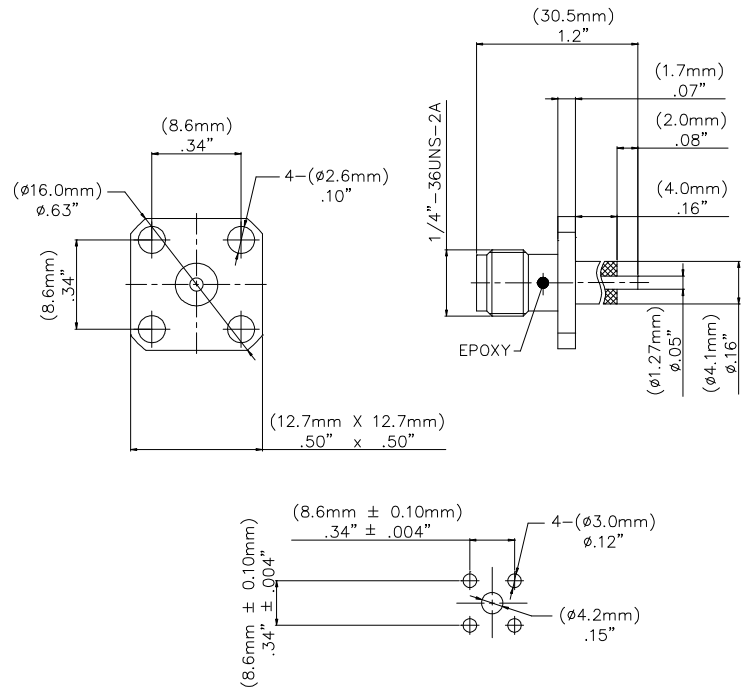 (30.5mm)
1.2"
(1.7mm)
.07"
(8.6mm)
.34"
(2.0mm)
.08"
4-(ø2.6mm)
.10"
(ø16.0mm)
ø.63"
1/4"-36UNS-2A
(4.0mm)
.16"
(8.6mm)
.34"
EPOXY
(ø1.27mm)
ø.05"
(ø4.1mm)
ø.16"
(12.7mm X 12.7mm)
.50" x .50"
(8.6mm ± 0.10mm)
.34" ± .004"
4-(ø3.0mm)
ø.12"
(8.6mm ± 0.10mm)
.34" ± .004"
(ø4.2mm)
.15"